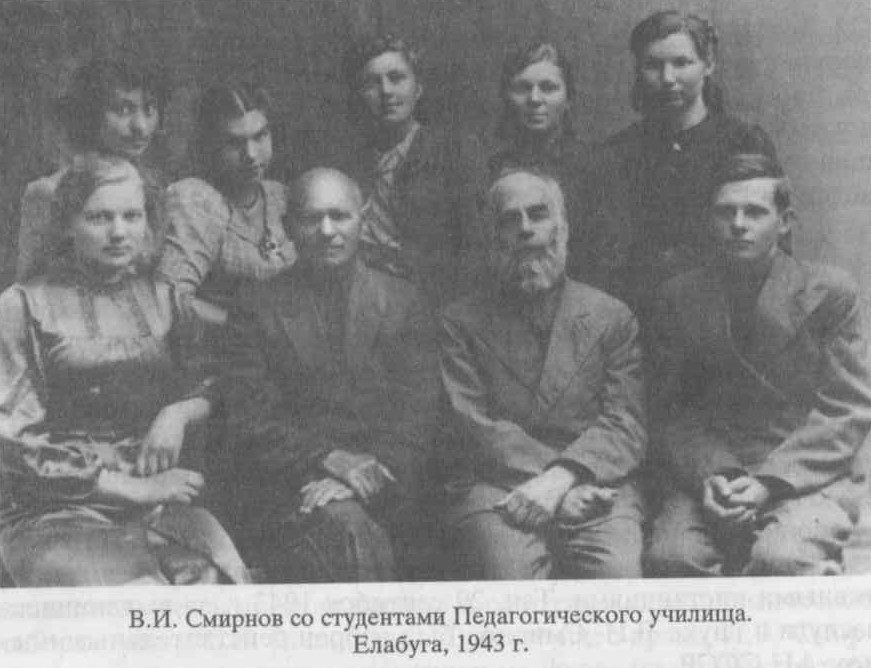 В.И. Смирнов со студентами Педагогического училища.
Елабуга, 1943 г.